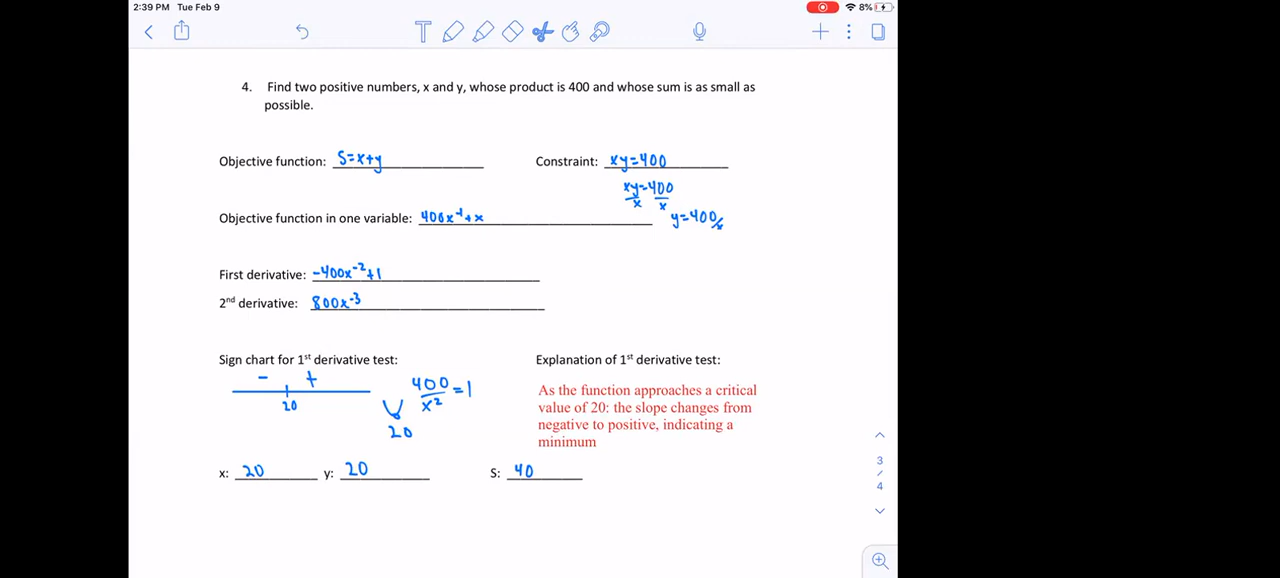 2:39 PM Tue Feb 9
8%
T
4. Find two positive numbers, x and y, whose product is 400 and whose sum is as small as
possible.
Objective function: S=x+y
Constraint: xy=400
xy=400
x x
y=400/x
Objective function in one variable: 400x⁻¹+x
First derivative: -400x⁻²+1
2nd derivative: 800x⁻³
Sign chart for 1st derivative test:
Explanation of 1st derivative test:
- +
20
400/x² =1
20
As the function approaches a critical
value of 20: the slope changes from
negative to positive, indicating a
minimum
x: 20 y: 20 S: 40
3
/
4